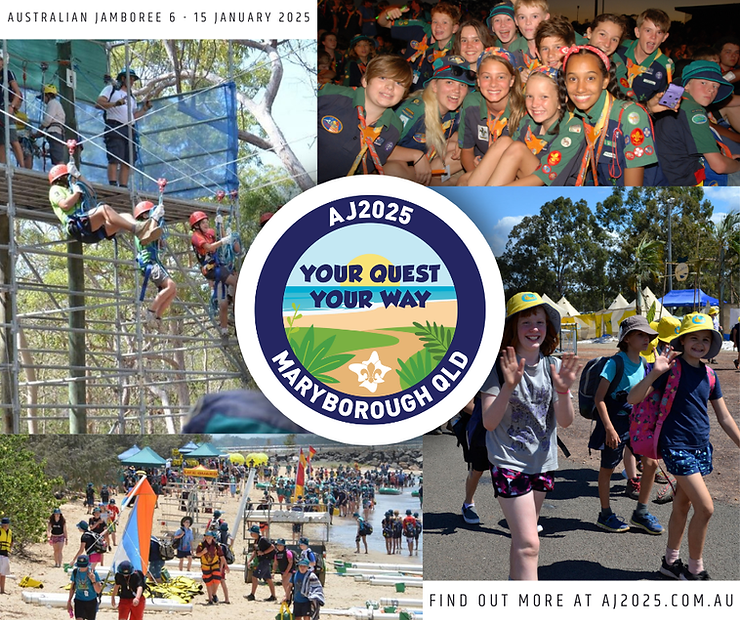 AUSTRALIAN JAMBOREE 6 - 15 JANUARY 2025
AJ2025
YOUR QUEST
YOUR WAY
MARYBOROUGH QLD
FIND OUT MORE AT AJ2025.COM.AU